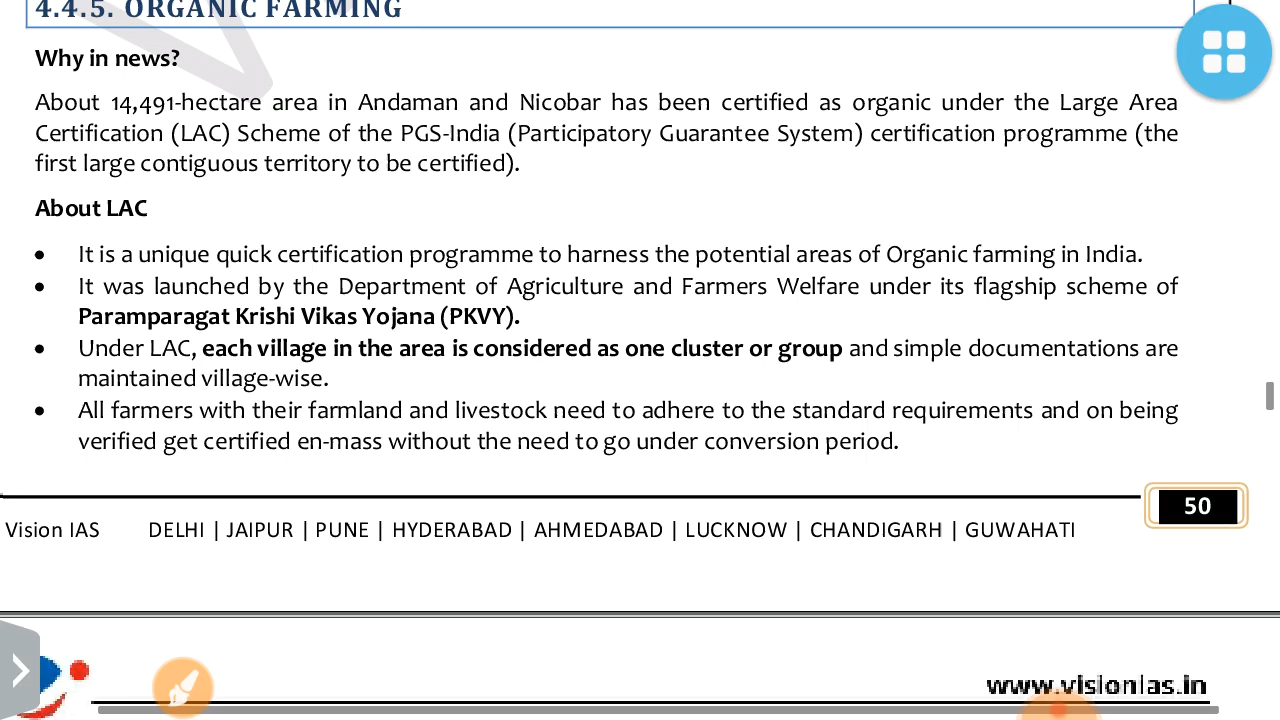 4.4.5. ORGANIC FARMING
Why in news?
About 14,491-hectare area in Andaman and Nicobar has been certified as organic under the Large Area
Certification (LAC) Scheme of the PGS-India (Participatory Guarantee System) certification programme (the
first large contiguous territory to be certified).
About LAC
• It is a unique quick certification programme to harness the potential areas of Organic farming in India.
• It was launched by the Department of Agriculture and Farmers Welfare under its flagship scheme of
Paramparagat Krishi Vikas Yojana (PKVY).
• Under LAC, each village in the area is considered as one cluster or group and simple documentations are
maintained village-wise.
• All farmers with their farmland and livestock need to adhere to the standard requirements and on being
verified get certified en-mass without the need to go under conversion period.
50
Vision IAS DELHI | JAIPUR | PUNE | HYDERABAD | AHMEDABAD | LUCKNOW | CHANDIGARH | GUWAHATI
www.visionias.in